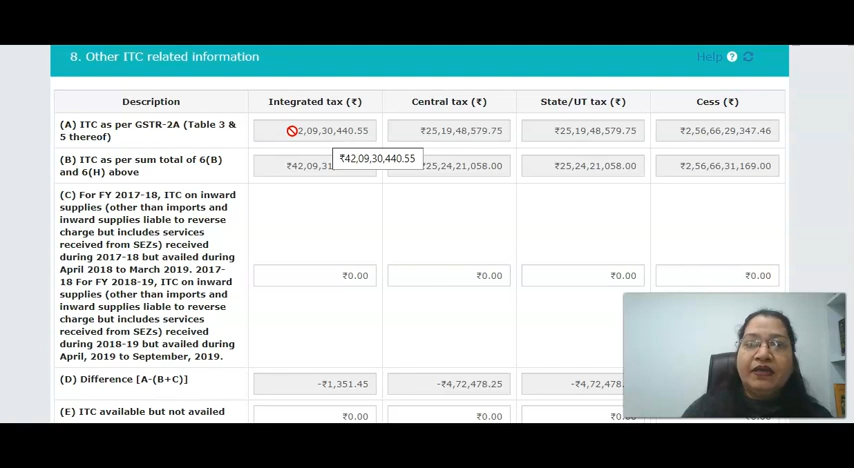 8. Other ITC related information
Help ?
Description Integrated tax (₹) Central tax (₹) State/UT tax (₹) Cess (₹)
(A) ITC as per GSTR-2A (Table 3 &
5 thereof)
2,09,30,440.55 ₹25,19,48,579.75 ₹25,19,48,579.75 ₹2,56,66,29,347.46
₹42,09,30,440.55
(B) ITC as per sum total of 6(B)
and 6(H) above
₹42,09,31 ₹25,24,21,058.00 ₹25,24,21,058.00 ₹2,56,66,31,169.00
(C) For FY 2017-18, ITC on inward
supplies (other than imports and
inward supplies liable to reverse
charge but includes services
received from SEZs) received
during 2017-18 but availed during
April 2018 to March 2019. 2017-
18 For FY 2018-19, ITC on inward
supplies (other than imports and
inward supplies liable to reverse
charge but includes services
received from SEZs) received
during 2018-19 but availed during
April, 2019 to September, 2019.
₹0.00 ₹0.00 ₹0.00 ₹0.00
(D) Difference [A-(B+C)]
-₹1,351.45 -₹4,72,478.25 -₹4,72,478.
(E) ITC available but not availed
₹0.00 ₹0.00